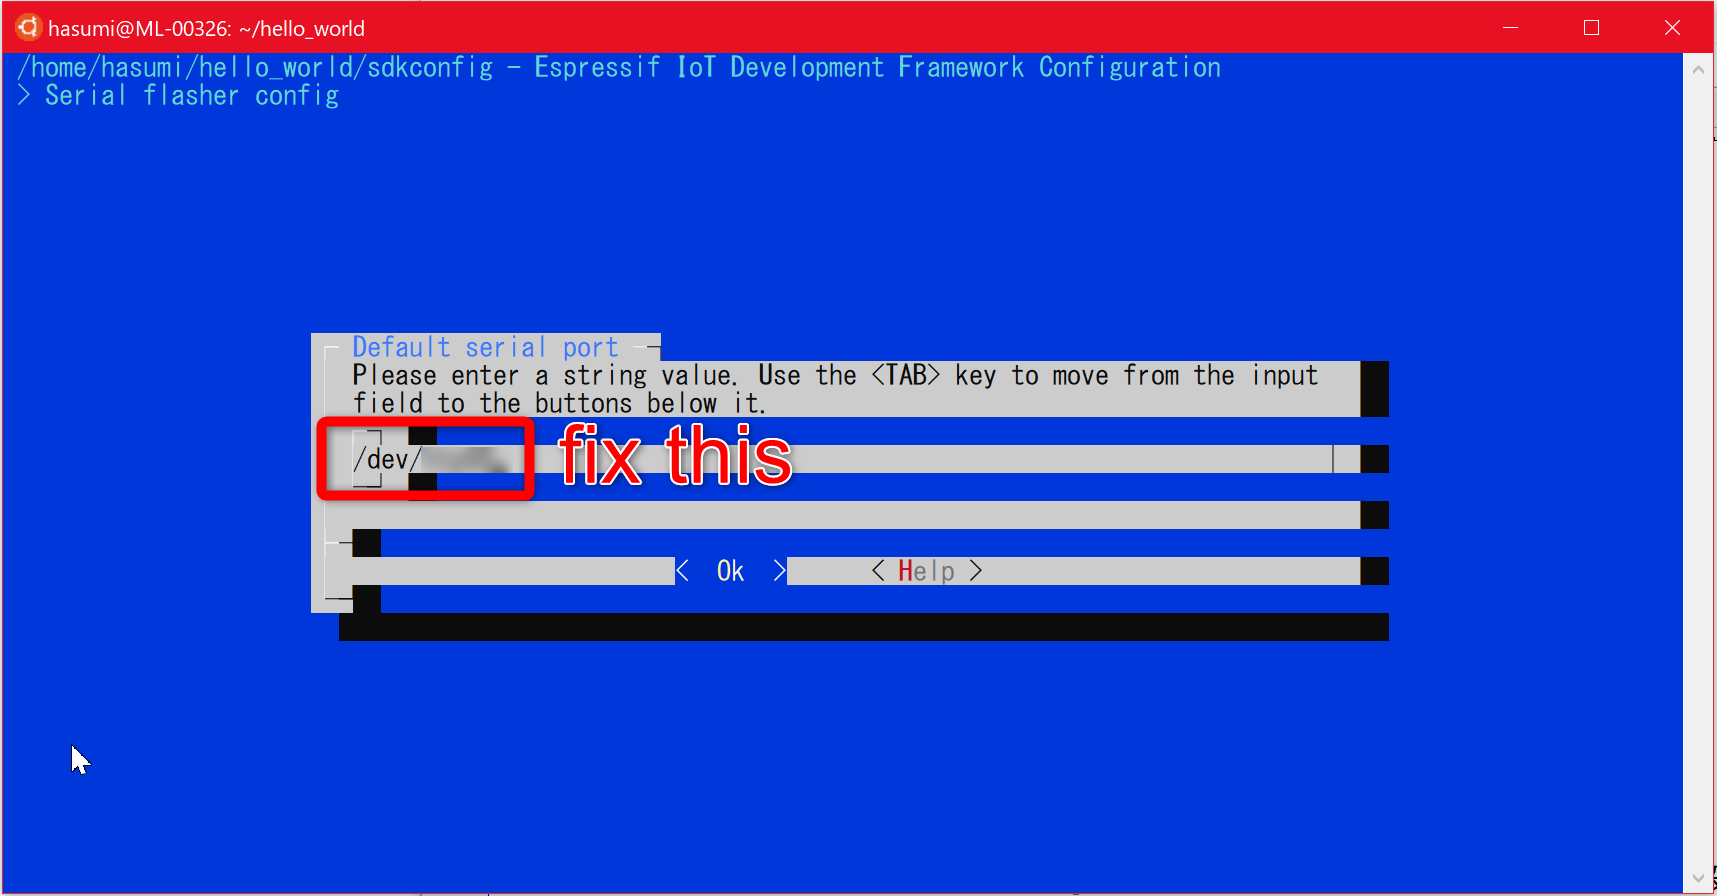 hasumi@ML-00326: ~/hello_world
/home/hasumi/hello_world/sdkconfig - Espressif IoT Development Framework Configuration
> Serial flasher config
Default serial port
Please enter a string value. Use the <TAB> key to move from the input
field to the buttons below it.
/dev/ fix this
< Ok > < Help >